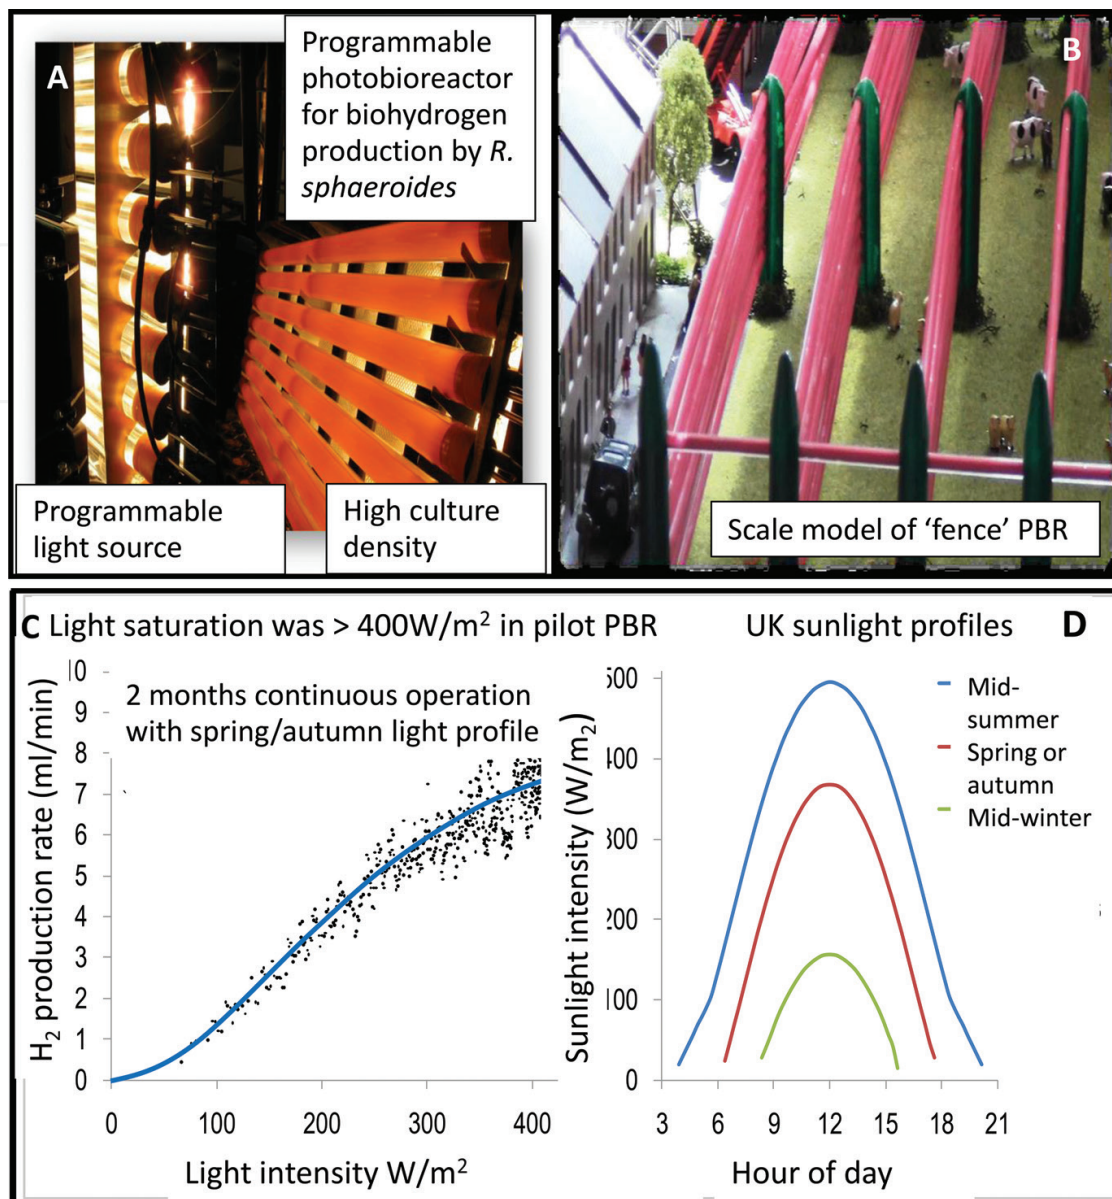 A
Programmable
photobioreactor
for biohydrogen
production by R.
sphaeroides
Programmable
light source
High culture
density
B
Scale model of ‘fence’ PBR
C Light saturation was > 400W/m² in pilot PBR
2 months continuous operation
with spring/autumn light profile
H₂ production rate (ml/min)
8
7
6
5
4
3
2
1
0
0 100 200 300 400
Light intensity W/m²
UK sunlight profiles D
Mid-
summer
Spring or
autumn
Mid-winter
Sunlight intensity (W/m₂)
200
0
3 6 9 12 15 18 21
Hour of day